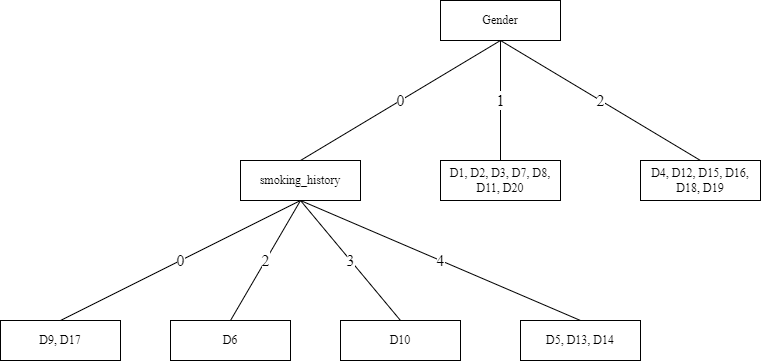 Gender
0
1
2
smoking_history
D1, D2, D3, D7, D8,
D11, D20
D4, D12, D15, D16,
D18, D19
0
2
3
4
D9, D17
D6
D10
D5, D13, D14